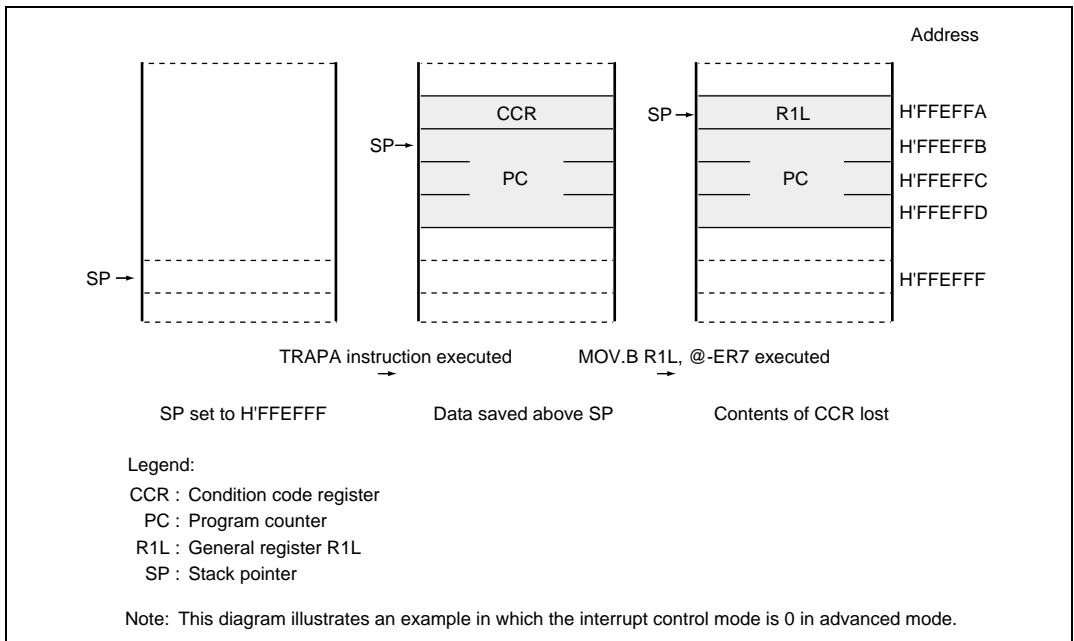 Address
CCR
SP→
R1L
H'FFEFFA
SP→
H'FFEFFB
PC
PC
H'FFEFFC
H'FFEFFD
SP→
H'FFEFFF
TRAPA instruction executed
→
MOV.B R1L, @-ER7 executed
→
SP set to H'FFEFFF
Data saved above SP
Contents of CCR lost
Legend:
CCR : Condition code register
PC : Program counter
R1L : General register R1L
SP : Stack pointer
Note: This diagram illustrates an example in which the interrupt control mode is 0 in advanced mode.